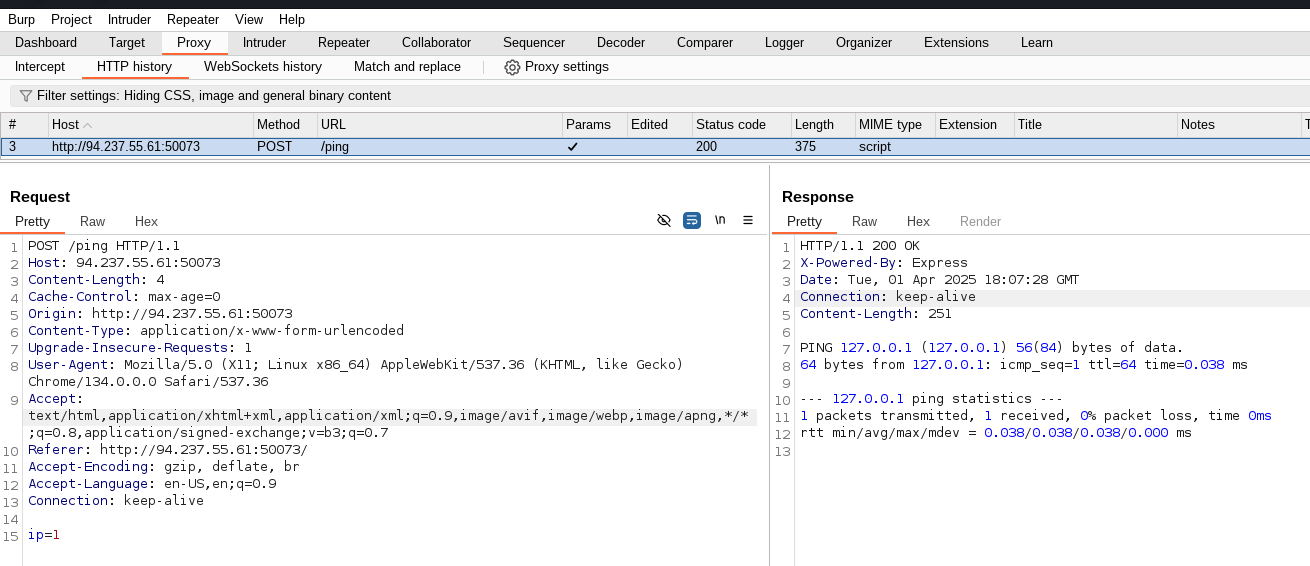 Burp Project Intruder Repeater View Help
Dashboard Target Proxy Intruder Repeater Collaborator Sequencer Decoder Comparer Logger Organizer Extensions Learn
Intercept HTTP history WebSockets history Match and replace Proxy settings
Filter settings: Hiding CSS, image and general binary content
# Host Method URL Params Edited Status code Length MIME type Extension Title Notes T
3 http://94.237.55.61:50073 POST /ping ✓ 200 375 script
Request
Pretty Raw Hex \n
1 POST /ping HTTP/1.1
2 Host: 94.237.55.61:50073
3 Content-Length: 4
4 Cache-Control: max-age=0
5 Origin: http://94.237.55.61:50073
6 Content-Type: application/x-www-form-urlencoded
7 Upgrade-Insecure-Requests: 1
8 User-Agent: Mozilla/5.0 (X11; Linux x86_64) AppleWebKit/537.36 (KHTML, like Gecko)
Chrome/134.0.0.0 Safari/537.36
9 Accept:
text/html,application/xhtml+xml,application/xml;q=0.9,image/avif,image/webp,image/apng,*/*
;q=0.8,application/signed-exchange;v=b3;q=0.7
10 Referer: http://94.237.55.61:50073/
11 Accept-Encoding: gzip, deflate, br
12 Accept-Language: en-US,en;q=0.9
13 Connection: keep-alive
14
15 ip=1
Response
Pretty Raw Hex Render
1 HTTP/1.1 200 OK
2 X-Powered-By: Express
3 Date: Tue, 01 Apr 2025 18:07:28 GMT
4 Connection: keep-alive
5 Content-Length: 251
6
7 PING 127.0.0.1 (127.0.0.1) 56(84) bytes of data.
8 64 bytes from 127.0.0.1: icmp_seq=1 ttl=64 time=0.038 ms
9
10 --- 127.0.0.1 ping statistics ---
11 1 packets transmitted, 1 received, 0% packet loss, time 0ms
12 rtt min/avg/max/mdev = 0.038/0.038/0.038/0.000 ms
13